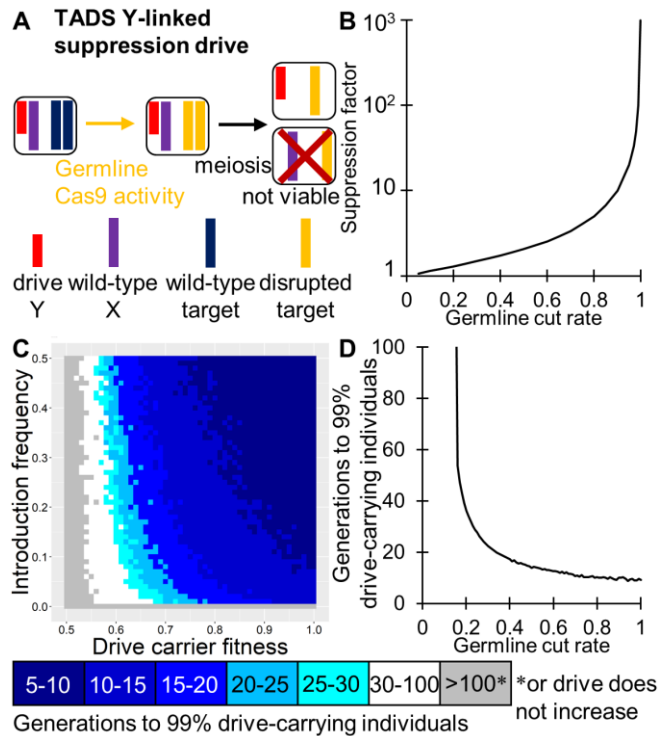 A TADS Y-linked
suppression drive
Germline
Cas9 activity
meiosis
not viable
drive wild-type wild-type disrupted
Y X target target
B
Suppression factor
10³
10²
10
1
0 0.2 0.4 0.6 0.8 1
Germline cut rate
C
Introduction frequency
0.5
0.4
0.3
0.2
0.1
0.0
0.5 0.6 0.7 0.8 0.9 1.0
Drive carrier fitness
D
Generations to 99%
drive-carrying individuals
100
80
60
40
20
0
0 0.2 0.4 0.6 0.8 1
Germline cut rate
5-10 10-15 15-20 20-25 25-30 30-100 >100*
*or drive does
not increase
Generations to 99% drive-carrying individuals